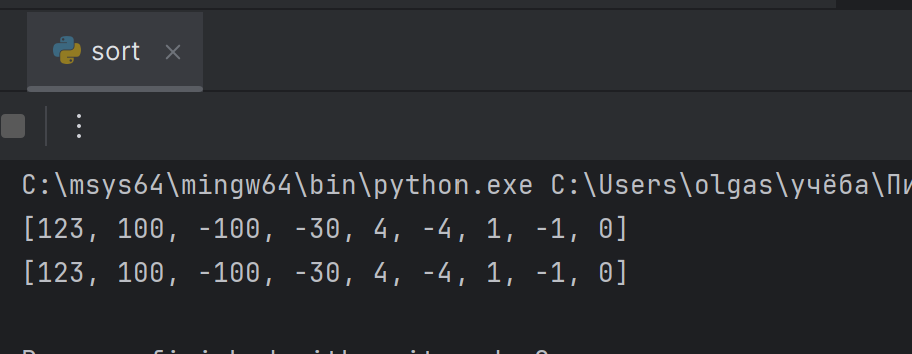 sort
C:\msys64\mingw64\bin\python.exe C:\Users\olgas\учёба\Пи
[123, 100, -100, -30, 4, -4, 1, -1, 0]
[123, 100, -100, -30, 4, -4, 1, -1, 0]